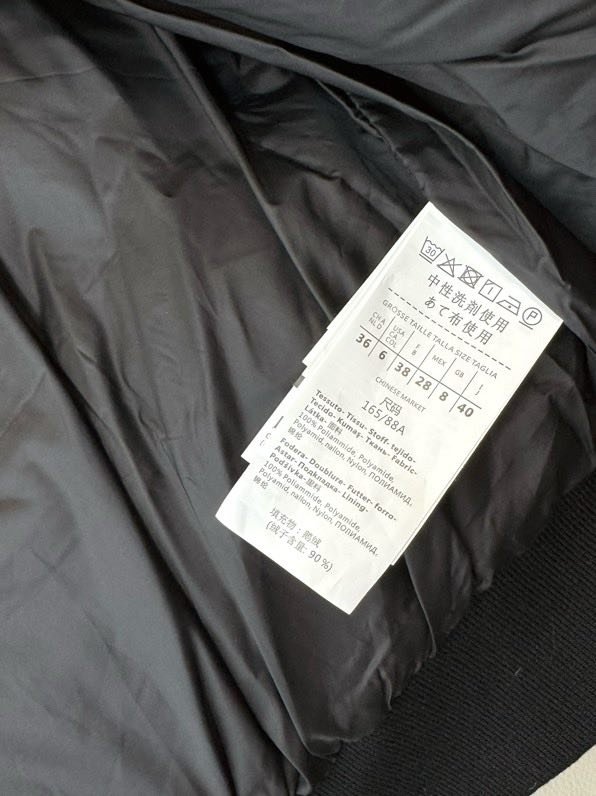 30 1 P
中性洗剤使用
あて布使用
GROSSE TAILLE TALLA SIZE TAGLIA
CH A NL D USA CA COL F B MEX GB I J
36 6 38 28 8 40
CHINESE MARKET
尺码
165/88A
Tessuto- Tissu- Stoff- tejido-
Tecido- Kumaş- Ткань- Fabric-
Látka- 面料
100% Poliammide, Polyamide,
Polyamid, nailon, Nylon, ПОЛИАМИД,
锦纶
Fodera- Doublure- Futter- forro-
Astar- Подкладка- Lining-
Podšívka- 里料
100% Poliammide, Polyamide,
Polyamid, nailon, Nylon, ПОЛИАМИД,
锦纶
填充物：鹅绒
(绒子含量: 90%)